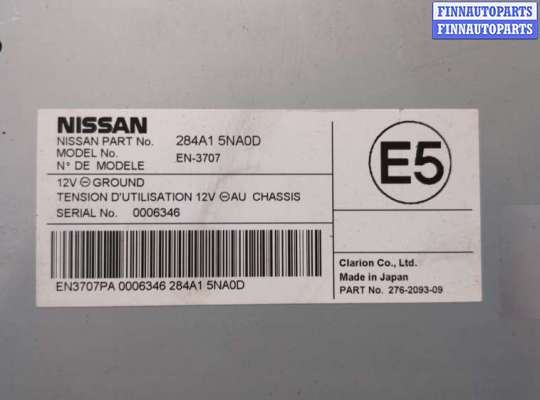 FINNAUTOPARTS
FINNAUTOPARTS
NISSAN
NISSAN PART No. 284A1 5NA0D
MODEL No. EN-3707
N° DE MODELE
12V ⊖ GROUND
TENSION D'UTILISATION 12V ⊖ AU CHASSIS
SERIAL No. 0006346
EN3707PA 0006346 284A1 5NA0D
E5
Clarion Co., Ltd.
Made in Japan
PART No. 276-2093-09